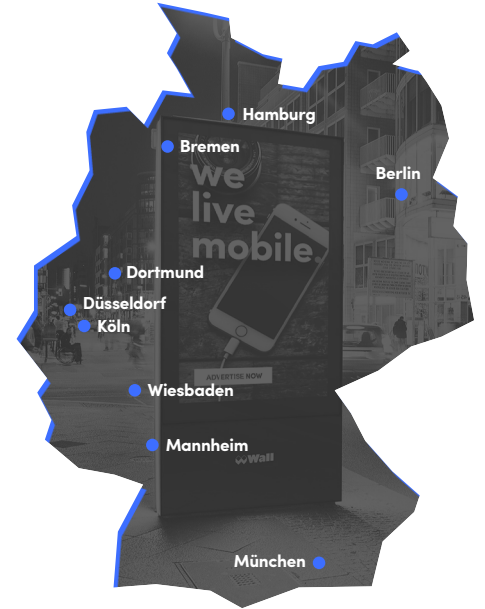 Hamburg
Bremen
we
live
mobile.
Berlin
Dortmund
Düsseldorf
Köln
ADVERTISE NOW
Wiesbaden
Mannheim
Wall
München